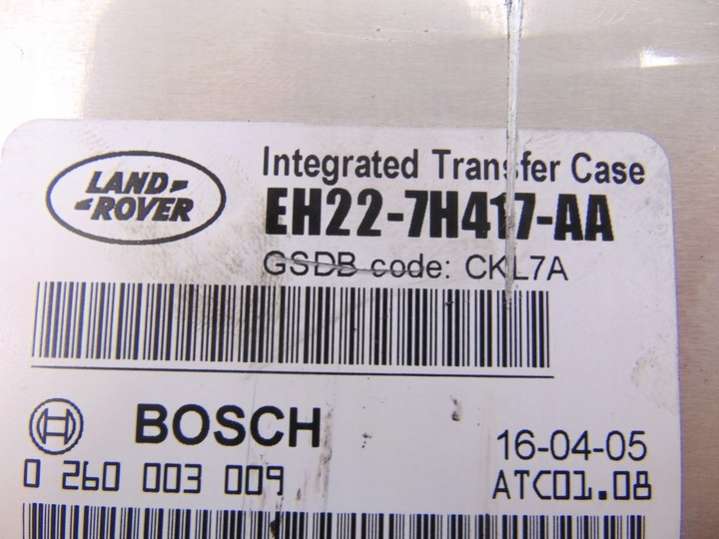 LAND-
ROVER
Integrated Transfer Case
EH22-7H417-AA
GSDB code: CKL7A
BOSCH
16-04-05
0 260 003 009
ATC01.08